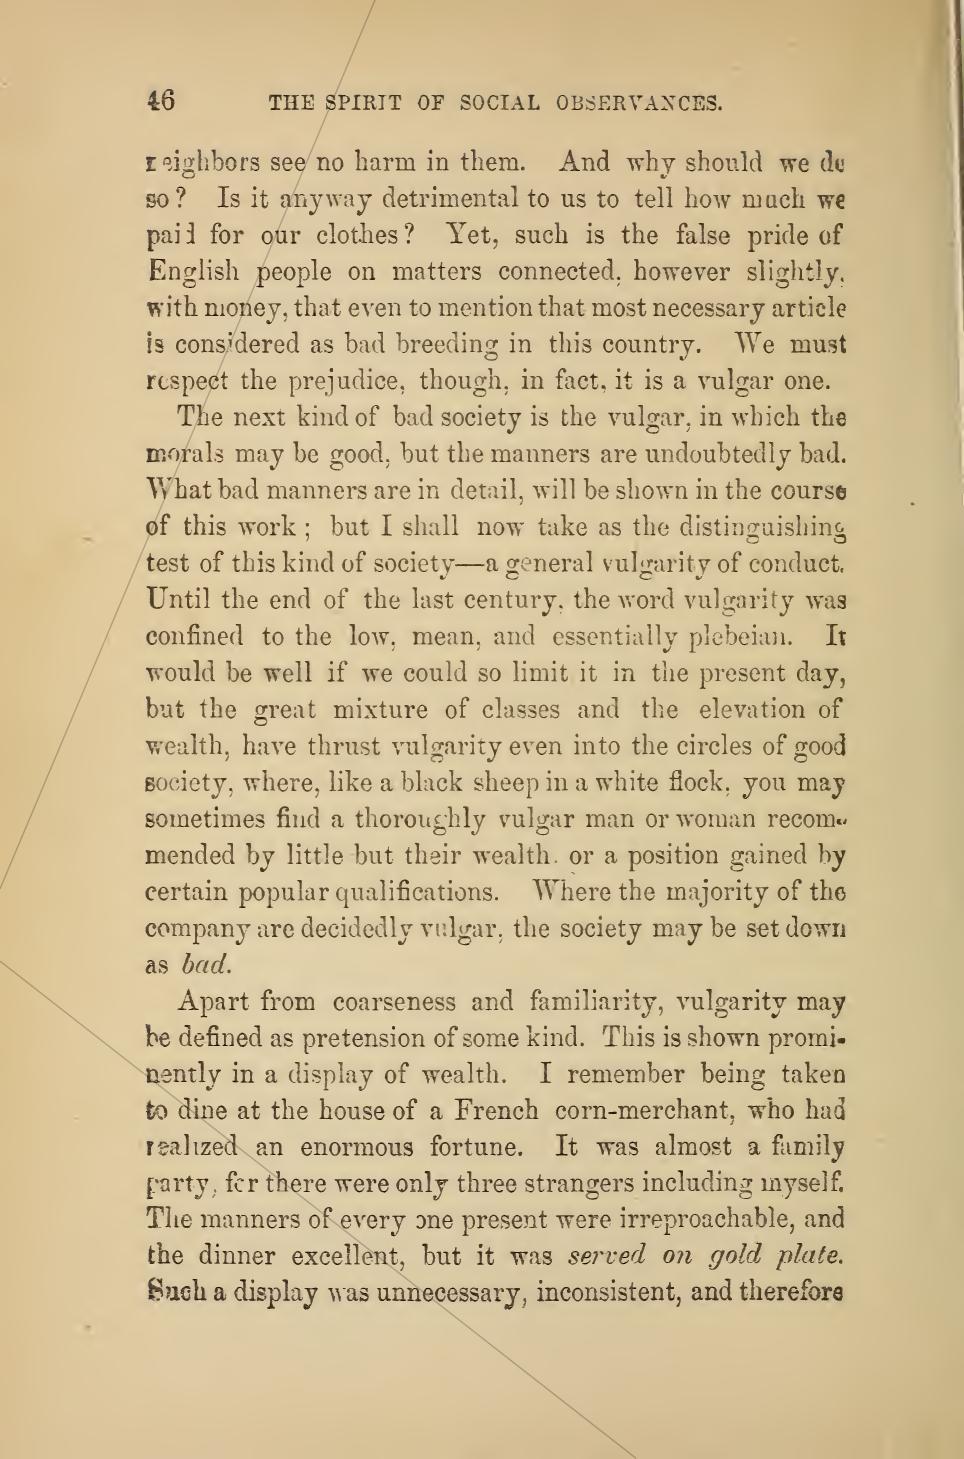 46 THE SPIRIT OF SOCIAL OBSERVANCES.
neighbors see no harm in them. And why should we do
so? Is it anyway detrimental to us to tell how much we
paid for our clothes? Yet, such is the false pride of
English people on matters connected, however slightly,
with money, that even to mention that most necessary article
is considered as bad breeding in this country. We must
respect the prejudice, though, in fact, it is a vulgar one.
The next kind of bad society is the vulgar, in which the
morals may be good, but the manners are undoubtedly bad.
What bad manners are in detail, will be shown in the course
of this work; but I shall now take as the distinguishing
test of this kind of society—a general vulgarity of conduct.
Until the end of the last century, the word vulgarity was
confined to the low, mean, and essentially plebeian. It
would be well if we could so limit it in the present day,
but the great mixture of classes and the elevation of
wealth, have thrust vulgarity even into the circles of good
society, where, like a black sheep in a white flock, you may
sometimes find a thoroughly vulgar man or woman recom-
mended by little but their wealth, or a position gained by
certain popular qualifications. Where the majority of the
company are decidedly vulgar, the society may be set down
as bad.
Apart from coarseness and familiarity, vulgarity may
be defined as pretension of some kind. This is shown promi-
nently in a display of wealth. I remember being taken
to dine at the house of a French corn-merchant, who had
realized an enormous fortune. It was almost a family
party, for there were only three strangers including myself.
The manners of every one present were irreproachable, and
the dinner excellent, but it was served on gold plate.
Such a display was unnecessary, inconsistent, and therefore